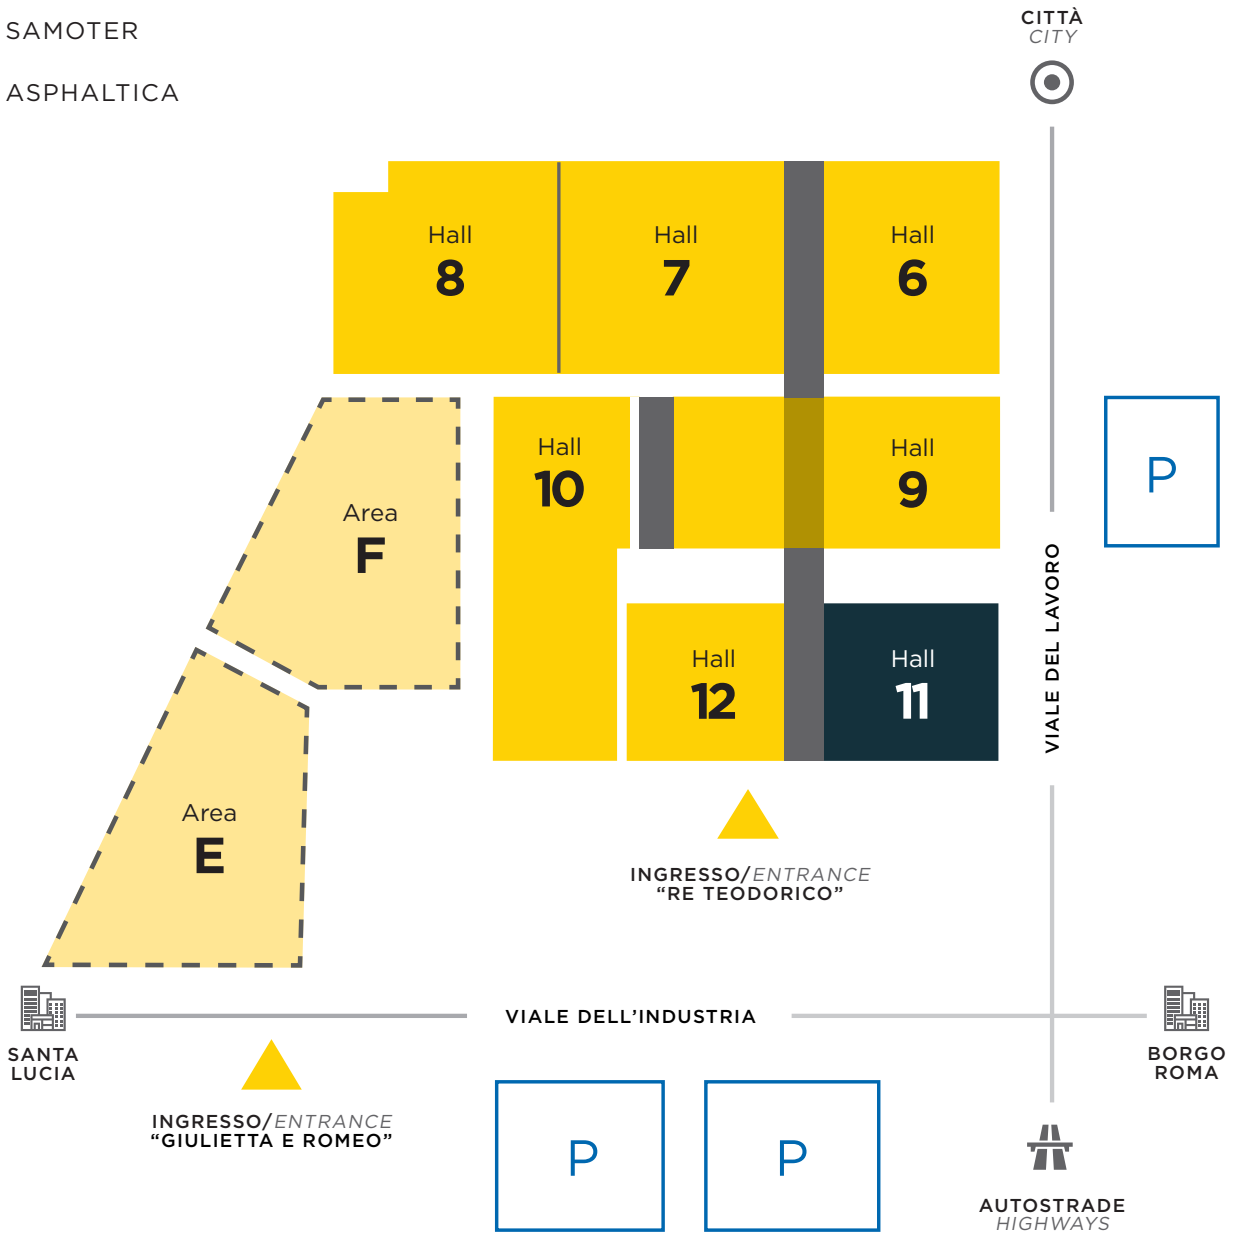 SAMOTER
ASPHALTICA
CITTÀ
CITY
Hall
8
Hall
7
Hall
6
Hall
10
Hall
9
P
Area
F
VIALE DEL LAVORO
Hall
12
Hall
11
Area
E
INGRESSO/ENTRANCE
“RE TEODORICO”
VIALE DELL’INDUSTRIA
SANTA
LUCIA
BORGO
ROMA
INGRESSO/ENTRANCE
“GIULIETTA E ROMEO”
P
P
AUTOSTRADE
HIGHWAYS